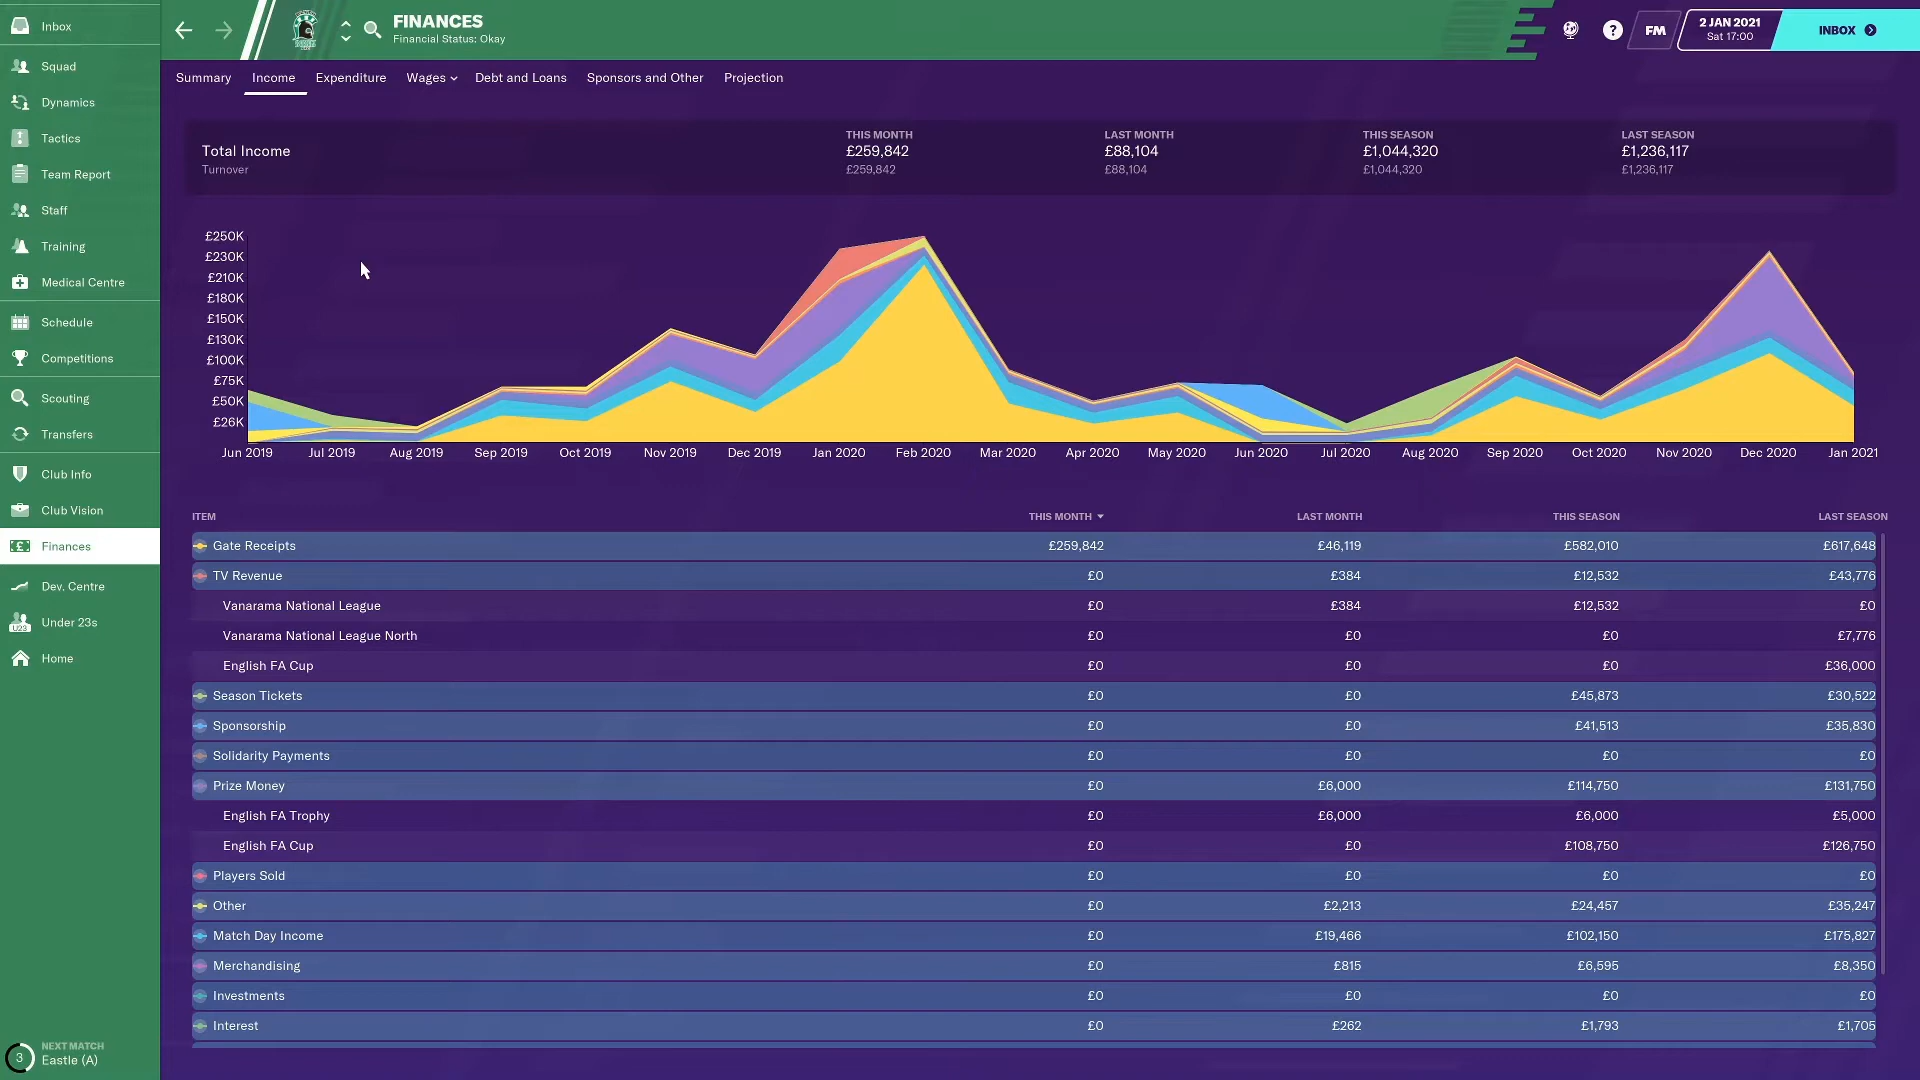 Inbox
Squad
Dynamics
Tactics
Team Report
Staff
Training
Medical Centre
Schedule
Competitions
Scouting
Transfers
Club Info
Club Vision
Finances
Dev. Centre
U23
Under 23s
Home
3
NEXT MATCH
Eastle (A)
FINANCES
Financial Status: Okay
?
FM
2 JAN 2021
Sat 17:00
INBOX
Summary Income Expenditure Wages Debt and Loans Sponsors and Other Projection
THIS MONTH LAST MONTH THIS SEASON LAST SEASON
Total Income £259,842 £88,104 £1,044,320 £1,236,117
Turnover £259,842 £88,104 £1,044,320 £1,236,117
£250K
£230K
£210K
£180K
£150K
£130K
£100K
£75K
£50K
£26K
Jun 2019 Jul 2019 Aug 2019 Sep 2019 Oct 2019 Nov 2019 Dec 2019 Jan 2020 Feb 2020 Mar 2020 Apr 2020 May 2020 Jun 2020 Jul 2020 Aug 2020 Sep 2020 Oct 2020 Nov 2020 Dec 2020 Jan 2021
ITEM THIS MONTH LAST MONTH THIS SEASON LAST SEASON
Gate Receipts £259,842 £46,119 £582,010 £617,648
TV Revenue £0 £384 £12,532 £43,776
Vanarama National League £0 £384 £12,532 £0
Vanarama National League North £0 £0 £0 £7,776
English FA Cup £0 £0 £0 £36,000
Season Tickets £0 £0 £45,873 £30,522
Sponsorship £0 £0 £41,513 £35,830
Solidarity Payments £0 £0 £0 £0
Prize Money £0 £6,000 £114,750 £131,750
English FA Trophy £0 £6,000 £6,000 £5,000
English FA Cup £0 £0 £108,750 £126,750
Players Sold £0 £0 £0 £0
Other £0 £2,213 £24,457 £35,247
Match Day Income £0 £19,466 £102,150 £175,827
Merchandising £0 £815 £6,595 £8,350
Investments £0 £0 £0 £0
Interest £0 £262 £1,793 £1,705